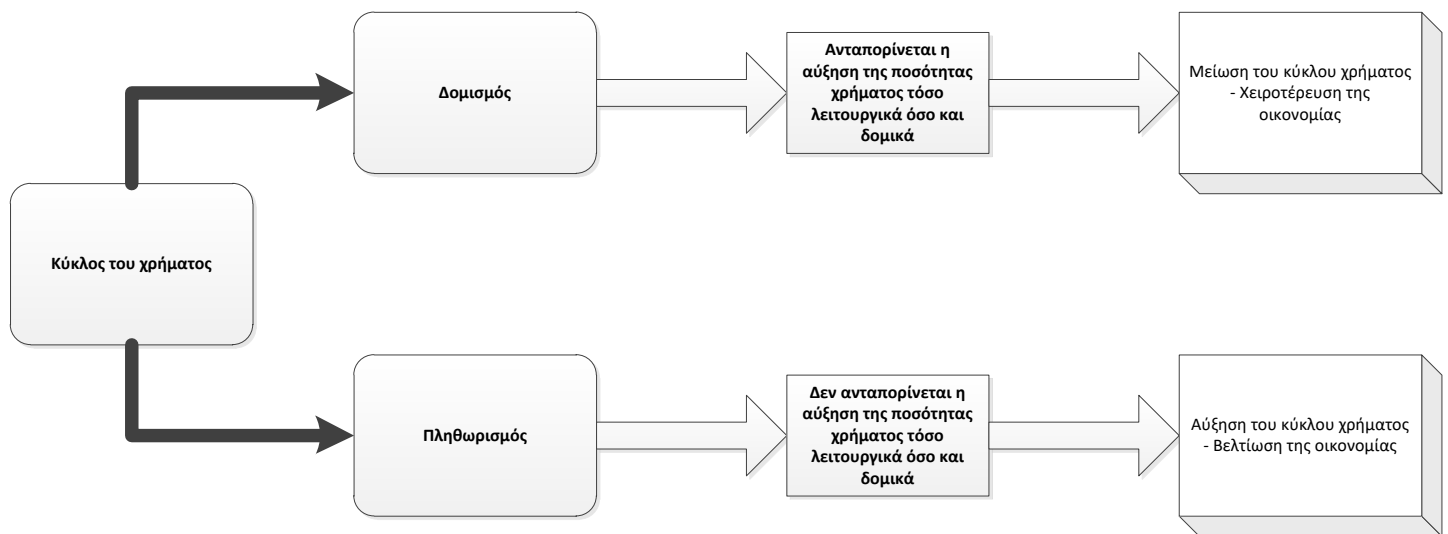 Κύκλος του χρήματος
Δομισμός
Ανταπορίνεται η
αύξηση της ποσότητας
χρήματος τόσο
λειτουργικά όσο και
δομικά
Μείωση του κύκλου χρήματος
- Χειροτέρευση της
οικονομίας
Πληθωρισμός
Δεν ανταπορίνεται η
αύξηση της ποσότητας
χρήματος τόσο
λειτουργικά όσο και
δομικά
Αύξηση του κύκλου χρήματος
- Βελτίωση της οικονομίας